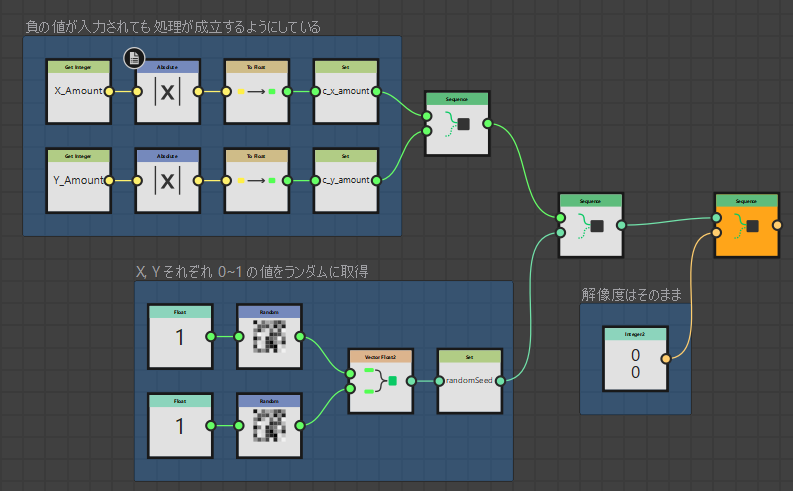 負の値が入力されても処理が成立するようにしている
Get Integer
Absolute
To Float
Set
X_Amount
|X|
c_x_amount
Sequence
Get Integer
Absolute
To Float
Set
Y_Amount
|X|
c_y_amount
Sequence
Sequence
X, Y それぞれ 0~1 の値をランダムに取得
解像度はそのまま
Float
Random
1
Integer2
0
0
Vector Float2
Set
randomSeed
Float
Random
1